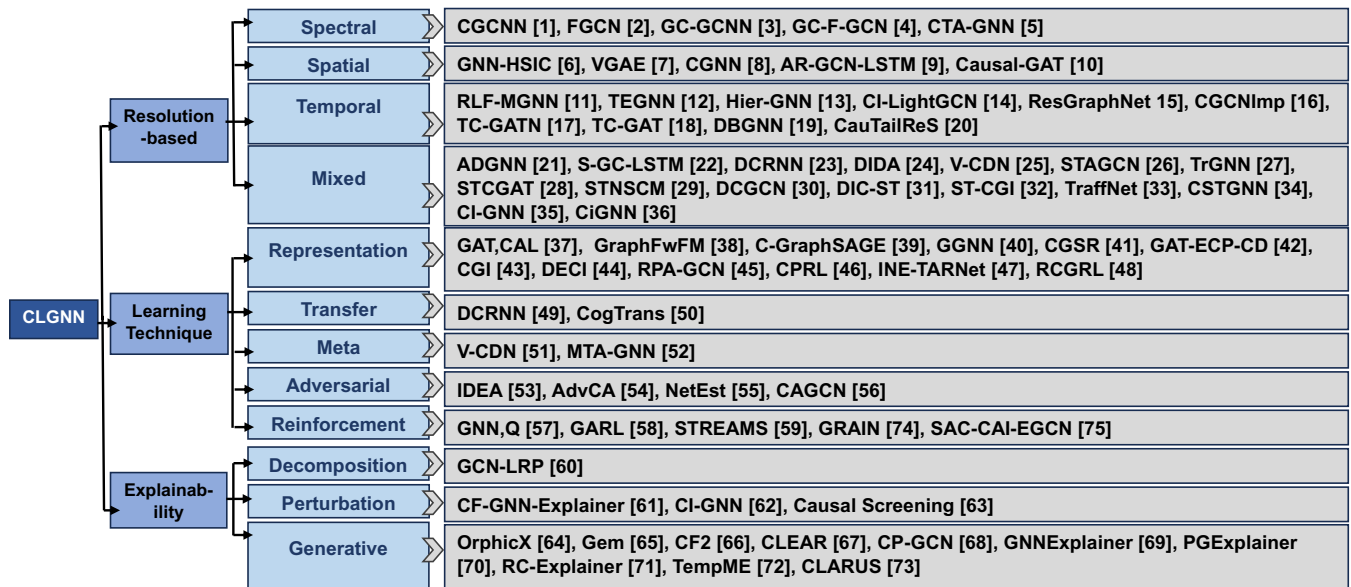 CLGNN
Resolution
-based
Spectral
CGCNN [1], FGCN [2], GC-GCNN [3], GC-F-GCN [4], CTA-GNN [5]
Spatial
GNN-HSIC [6], VGAE [7], CGNN [8], AR-GCN-LSTM [9], Causal-GAT [10]
Temporal
RLF-MGNN [11], TEGNN [12], Hier-GNN [13], CI-LightGCN [14], ResGraphNet 15], CGCNImp [16],
TC-GATN [17], TC-GAT [18], DBGNN [19], CauTailReS [20]
Mixed
ADGNN [21], S-GC-LSTM [22], DCRNN [23], DIDA [24], V-CDN [25], STAGCN [26], TrGNN [27],
STCGAT [28], STNSCM [29], DCGCN [30], DIC-ST [31], ST-CGI [32], TraffNet [33], CSTGNN [34],
CI-GNN [35], CiGNN [36]
Learning
Technique
Representation
GAT,CAL [37], GraphFwFM [38], C-GraphSAGE [39], GGNN [40], CGSR [41], GAT-ECP-CD [42],
CGI [43], DECI [44], RPA-GCN [45], CPRL [46], INE-TARNet [47], RCGRL [48]
Transfer
DCRNN [49], CogTrans [50]
Meta
V-CDN [51], MTA-GNN [52]
Adversarial
IDEA [53], AdvCA [54], NetEst [55], CAGCN [56]
Reinforcement
GNN,Q [57], GARL [58], STREAMS [59], GRAIN [74], SAC-CAI-EGCN [75]
Explainab-
ility
Decomposition
GCN-LRP [60]
Perturbation
CF-GNN-Explainer [61], CI-GNN [62], Causal Screening [63]
Generative
OrphicX [64], Gem [65], CF2 [66], CLEAR [67], CP-GCN [68], GNNExplainer [69], PGExplainer
[70], RC-Explainer [71], TempME [72], CLARUS [73]